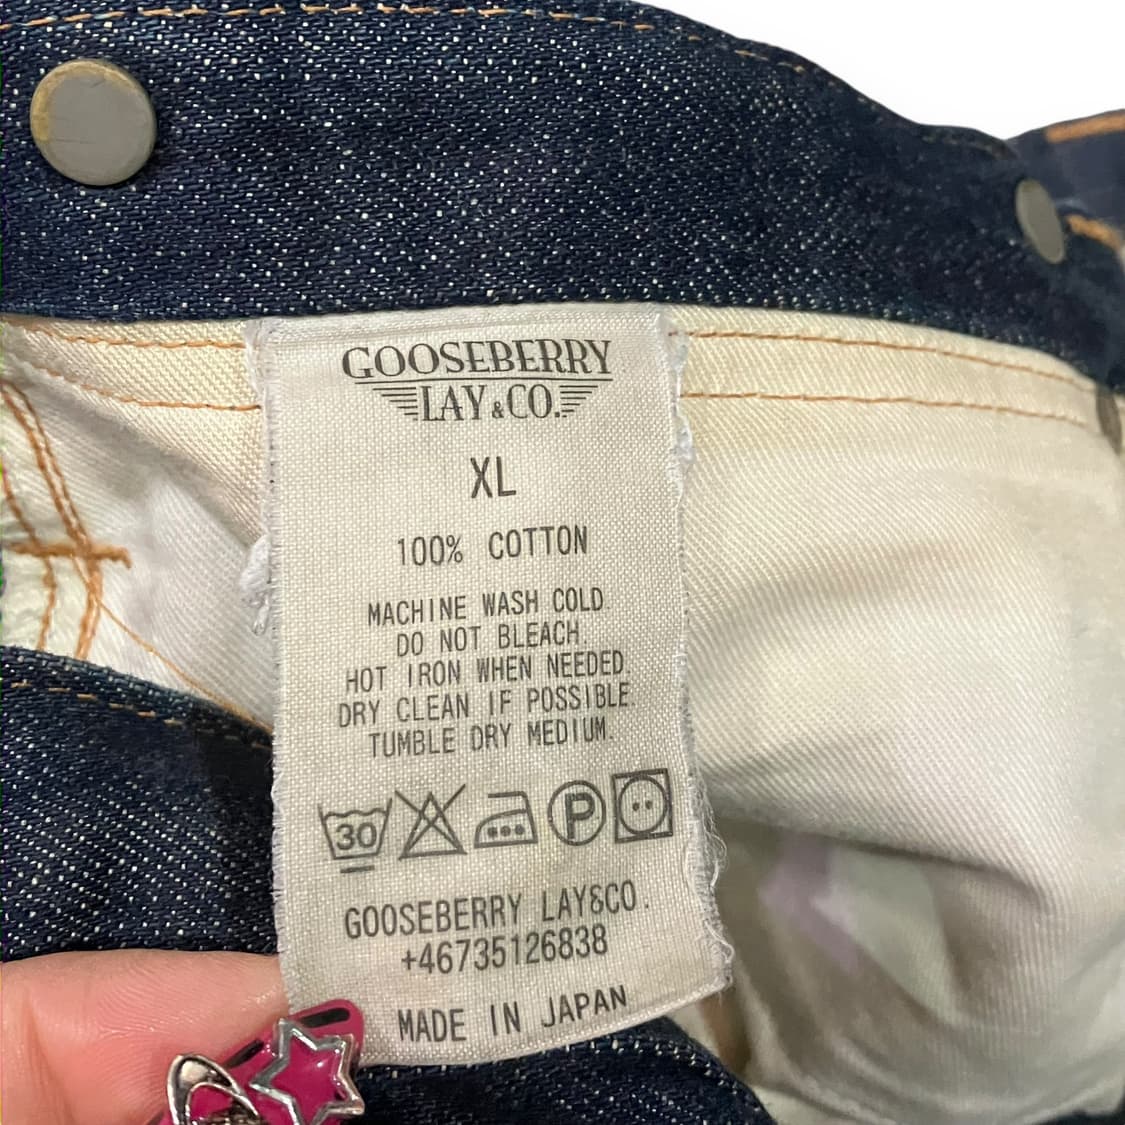 GOOSEBERRY
LAY & CO.
XL
100% COTTON
MACHINE WASH COLD.
DO NOT BLEACH.
HOT IRON WHEN NEEDED.
DRY CLEAN IF POSSIBLE.
TUMBLE DRY MEDIUM.
30 P
GOOSEBERRY LAY&CO.
+46735126838
MADE IN JAPAN